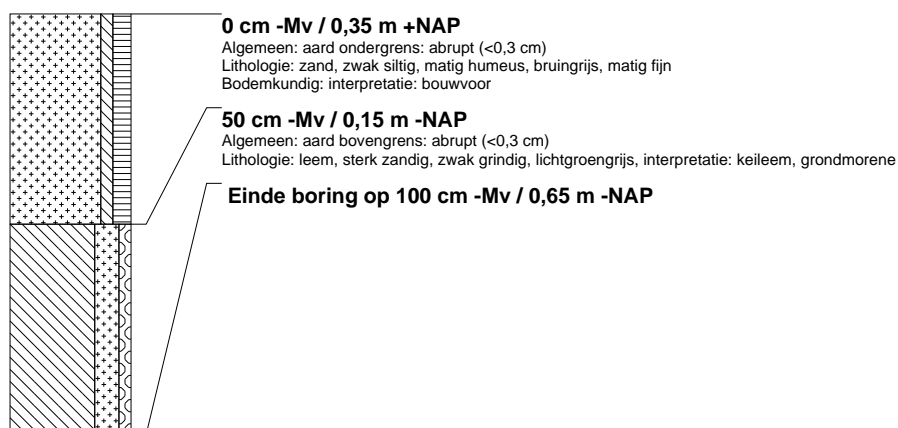 0 cm -Mv / 0,35 m +NAP
Algemeen: aard ondergrens: abrupt (<0,3 cm)
Lithologie: zand, zwak siltig, matig humeus, bruingrijs, matig fijn
Bodemkundig: interpretatie: bouwvoor
50 cm -Mv / 0,15 m -NAP
Algemeen: aard bovengrens: abrupt (<0,3 cm)
Lithologie: leem, sterk zandig, zwak grindig, lichtgroengrijs, interpretatie: keileem, grondmorene
Einde boring op 100 cm -Mv / 0,65 m -NAP